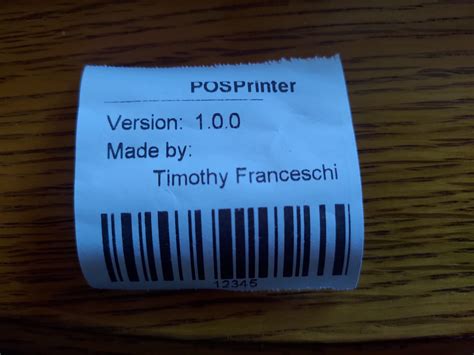 POSPrinter
Version: 1.0.0
Made by:
Timothy Franceschi
12345